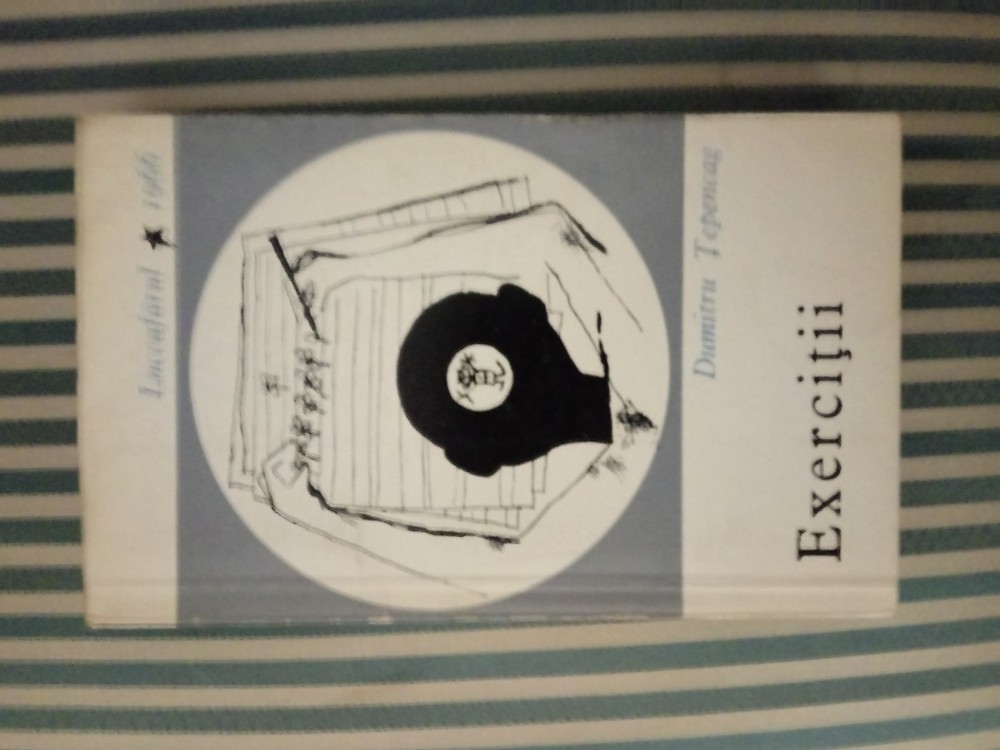 Luceafărul ★ 1966
Dumitru Țepeneag
Exerciții